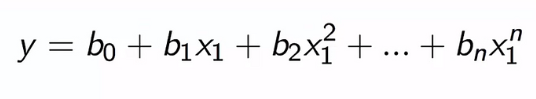 y = b₀ + b₁x₁ + b₂x₁² + ... + bₙx₁ⁿ